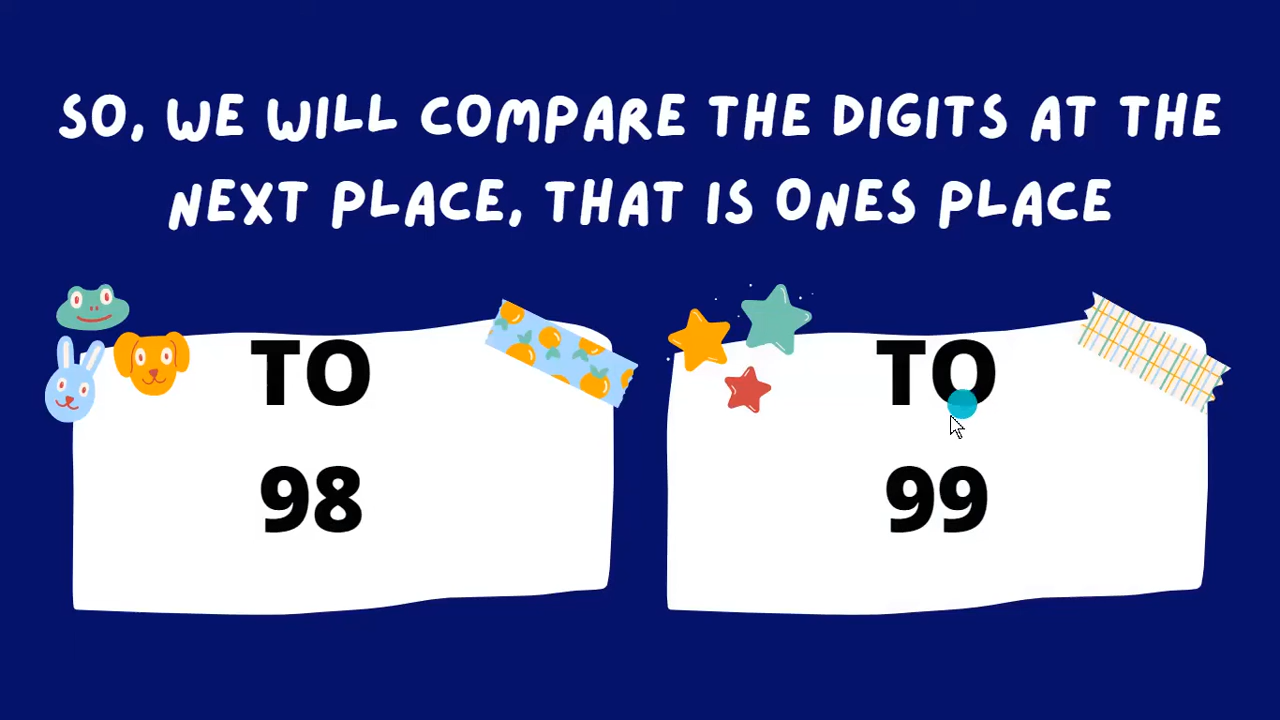 SO, WE WILL COMPARE THE DIGITS AT THE
NEXT PLACE, THAT IS ONES PLACE
TO
98
TO
99